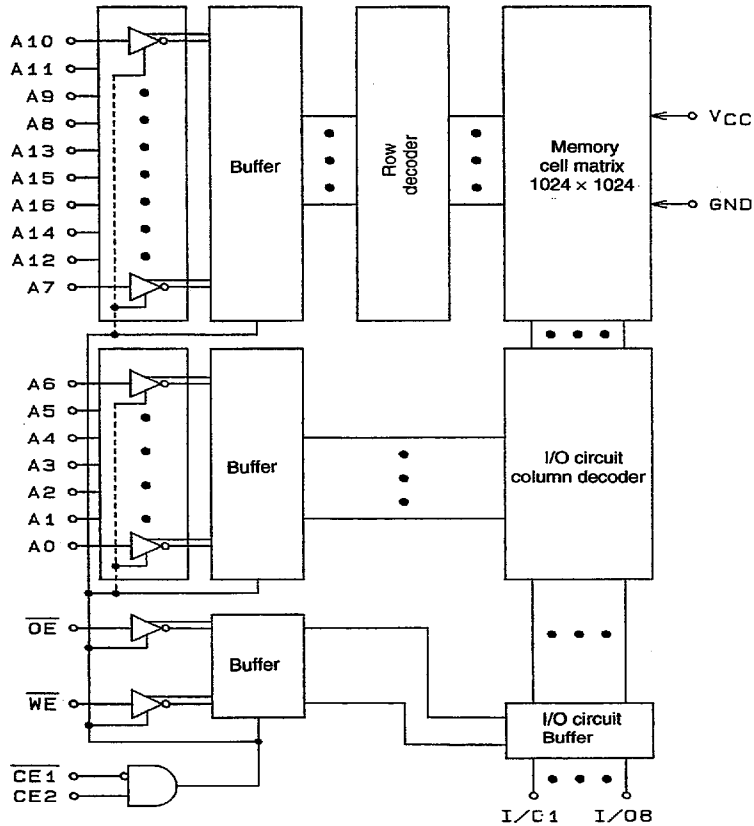 A10
A11
A9
A8
A13
A15
A16
A14
A12
A7
Buffer
Row
decoder
Memory
cell matrix
1024 × 1024
VCC
GND
A6
A5
A4
A3
A2
A1
A0
Buffer
I/O circuit
column decoder
OE
WE
Buffer
I/O circuit
Buffer
CE1
CE2
I/O1
I/O8